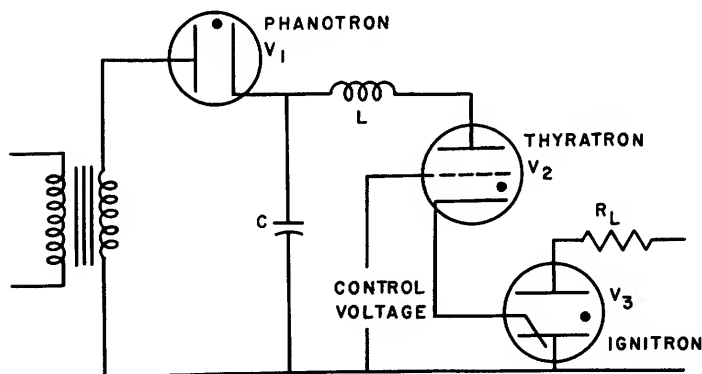 PHANOTRON
V1
L
THYRATRON
V2
C
RL
CONTROL
VOLTAGE
V3
IGNITRON